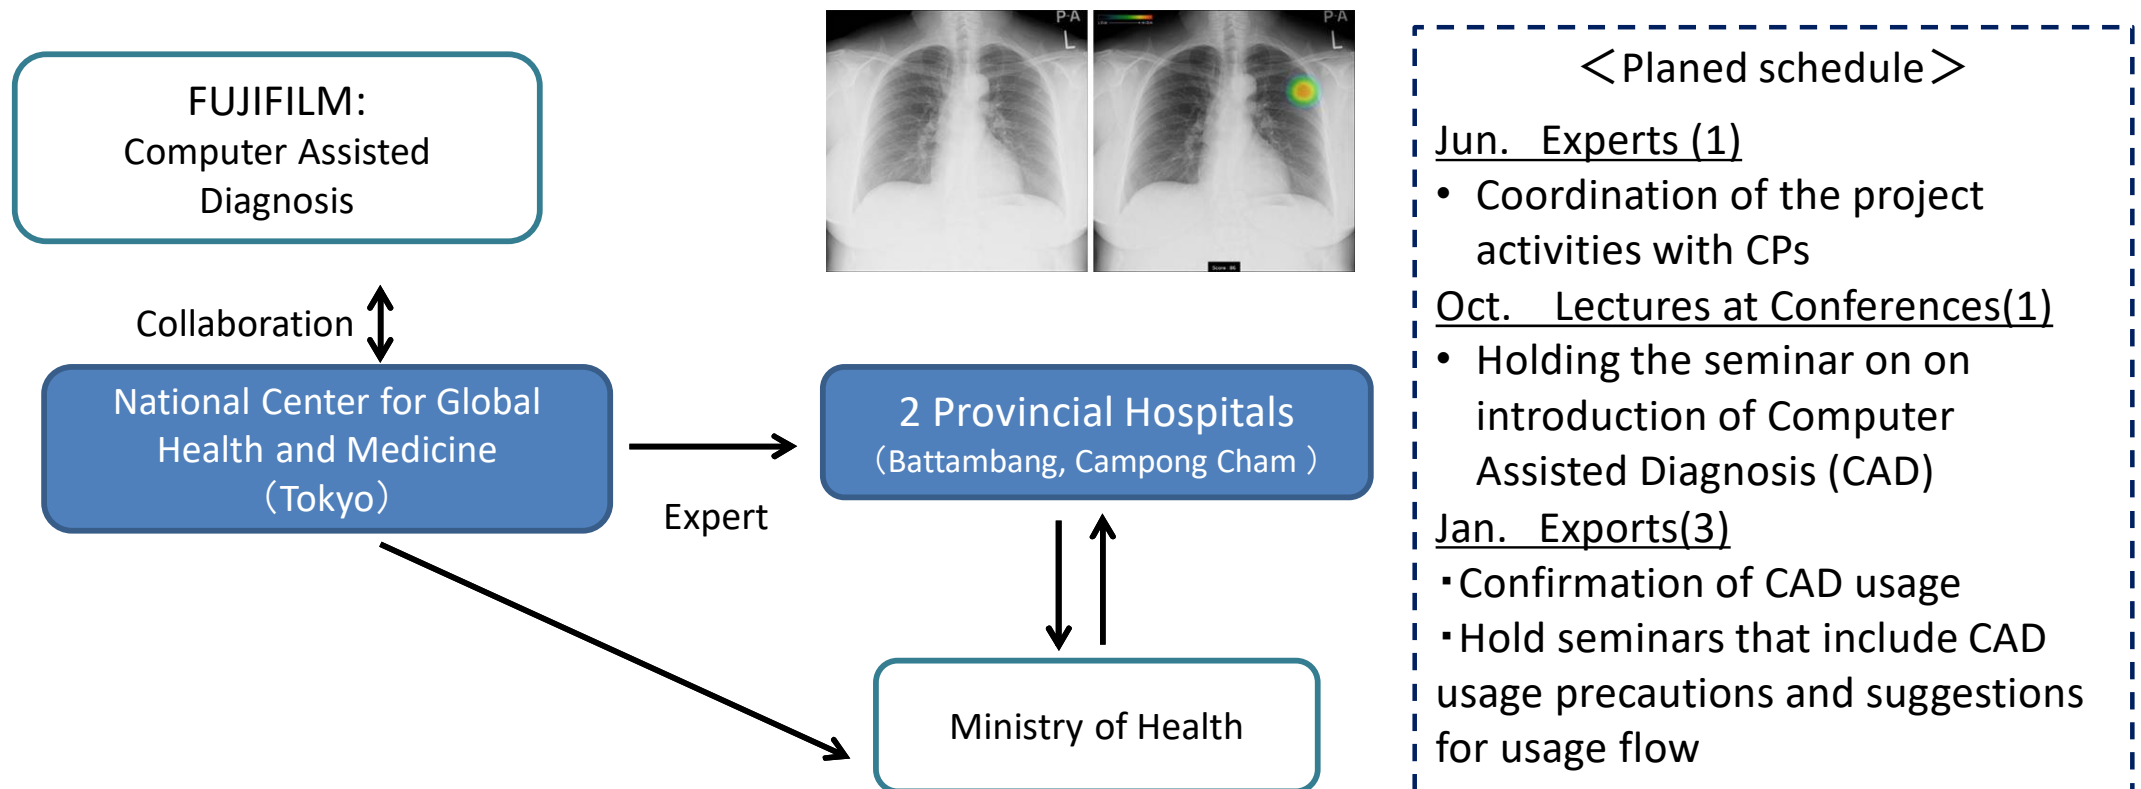 FUJIFILM:
Computer Assisted
Diagnosis
Collaboration
National Center for Global
Health and Medicine
（Tokyo）
Expert
P-A
L
P-A
L
Score 86
2 Provincial Hospitals
（Battambang, Campong Cham ）
Ministry of Health
＜Planed schedule＞
Jun. Experts (1)
• Coordination of the project
activities with CPs
Oct. Lectures at Conferences(1)
• Holding the seminar on on
introduction of Computer
Assisted Diagnosis (CAD)
Jan. Exports(3)
・Confirmation of CAD usage
・Hold seminars that include CAD
usage precautions and suggestions
for usage flow